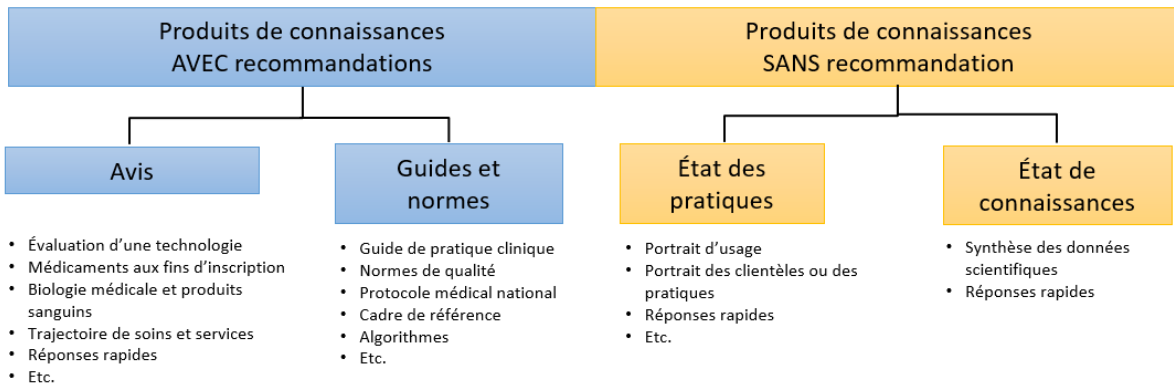 Produits de connaissances
AVEC recommandations
Produits de connaissances
SANS recommandation
Avis
• Évaluation d’une technologie
• Médicaments aux fins d’inscription
• Biologie médicale et produits
sanguins
• Trajectoire de soins et services
• Réponses rapides
• Etc.
Guides et
normes
• Guide de pratique clinique
• Normes de qualité
• Protocole médical national
• Cadre de référence
• Algorithmes
• Etc.
État des
pratiques
• Portrait d’usage
• Portrait des clientèles ou des
pratiques
• Réponses rapides
• Etc.
État de
connaissances
• Synthèse des données
scientifiques
• Réponses rapides